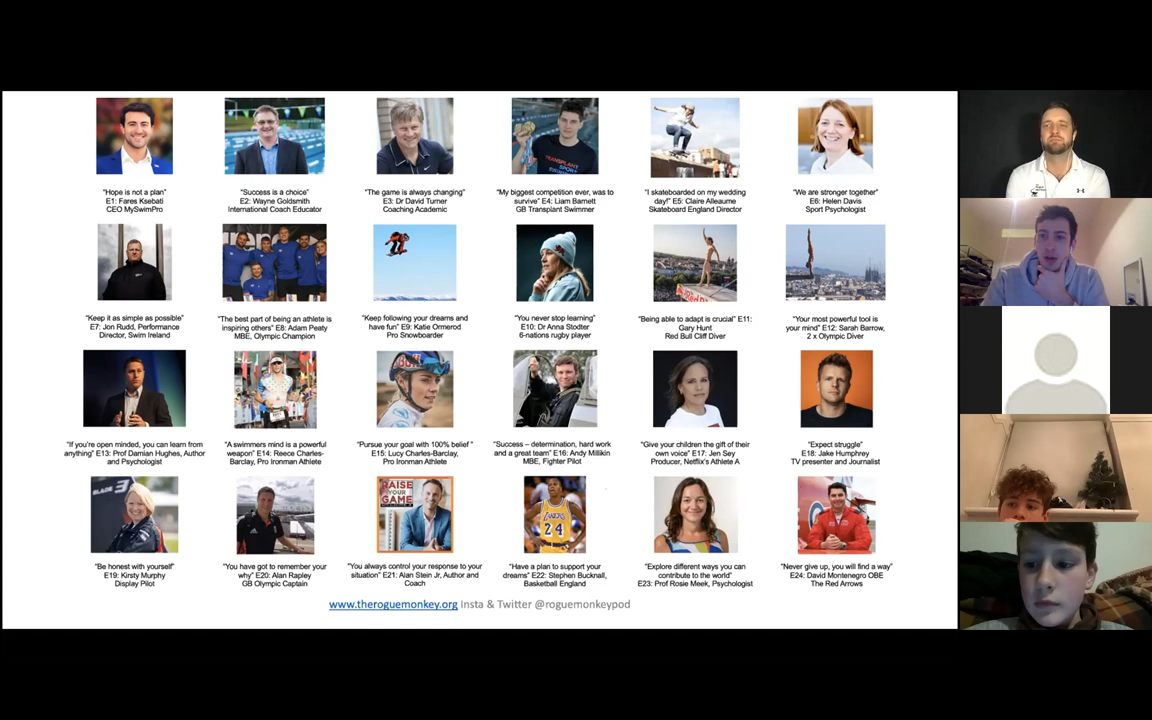 "Hope is not a plan"
E1: Fares Ksebati
CEO MySwimPro
"Success is a choice"
E2: Wayne Goldsmith
International Coach Educator
"The game is always changing"
E3: Dr David Turner
Coaching Academic
"My biggest competition ever, was to
survive" E4: Liam Barnett
GB Transplant Swimmer
"I skateboarded on my wedding
day!" E5: Claire Alleaume
Skateboard England Director
"We are stronger together"
E6: Helen Davis
Sport Psychologist
"Keep it as simple as possible"
E7: Jon Rudd, Performance
Director, Swim Ireland
"The best part of being an athlete is
inspiring others" E8: Adam Peaty
MBE, Olympic Champion
"Keep following your dreams and
have fun" E9: Katie Ormerod
Pro Snowboarder
"You never stop learning"
E10: Dr Anna Stodter
6-nations rugby player
"Being able to adapt is crucial" E11:
Gary Hunt
Red Bull Cliff Diver
"Your most powerful tool is
your mind" E12: Sarah Barrow,
2 x Olympic Diver
"If you're open minded, you can learn from
anything" E13: Prof Damian Hughes, Author
and Psychologist
"A swimmers mind is a powerful
weapon" E14: Reece Charles-
Barclay, Pro Ironman Athlete
"Pursue your goal with 100% belief "
E15: Lucy Charles-Barclay,
Pro Ironman Athlete
"Success – determination, hard work
and a great team" E16: Andy Millikin
MBE, Fighter Pilot
"Give your children the gift of their
own voice" E17: Jen Sey
Producer, Netflix's Athlete A
"Expect struggle"
E18: Jake Humphrey
TV presenter and Journalist
RAISE
YOUR
GAME
LAKERS
24
"Be honest with yourself"
E19: Kirsty Murphy
Display Pilot
"You have got to remember your
why" E20: Alan Rapley
GB Olympic Captain
"You always control your response to your
situation" E21: Alan Stein Jr, Author and
Coach
"Have a plan to support your
dreams" E22: Stephen Bucknall,
Basketball England
"Explore different ways you can
contribute to the world"
E23: Prof Rosie Meek, Psychologist
"Never give up, you will find a way"
E24: David Montenegro OBE
The Red Arrows
www.theroguemonkey.org Insta & Twitter @roguemonkeypod